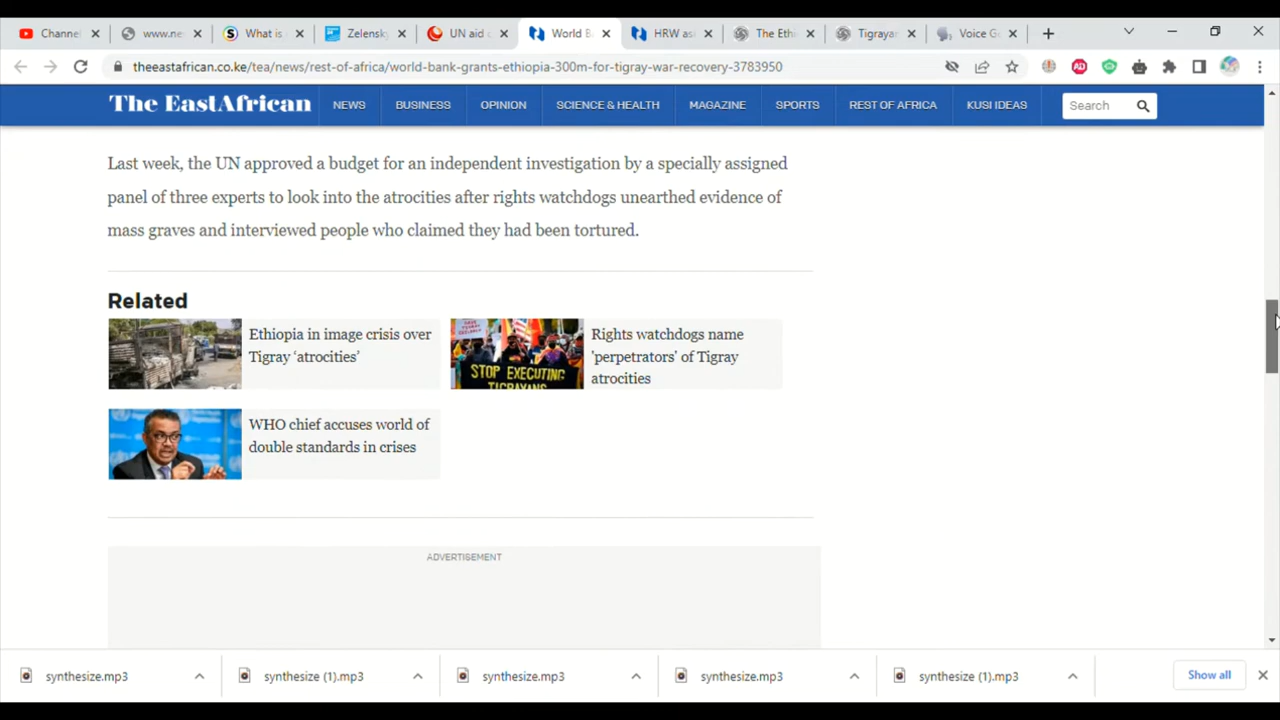 Channel
www.ne
What is
Zelensk
UN aid c
World B
HRW as
The Ethi
Tigraya
Voice G
theeastafrican.co.ke/tea/news/rest-of-africa/world-bank-grants-ethiopia-300m-for-tigray-war-recovery-3783950
The EastAfrican
NEWS
BUSINESS
OPINION
SCIENCE & HEALTH
MAGAZINE
SPORTS
REST OF AFRICA
KUSI IDEAS
Search
Last week, the UN approved a budget for an independent investigation by a specially assigned
panel of three experts to look into the atrocities after rights watchdogs unearthed evidence of
mass graves and interviewed people who claimed they had been tortured.
Related
Ethiopia in image crisis over
Tigray ‘atrocities’
STOP EXECUTING
TIGRAYANS
Rights watchdogs name
'perpetrators' of Tigray
atrocities
WHO chief accuses world of
double standards in crises
ADVERTISEMENT
synthesize.mp3
synthesize (1).mp3
synthesize.mp3
synthesize.mp3
synthesize (1).mp3
Show all